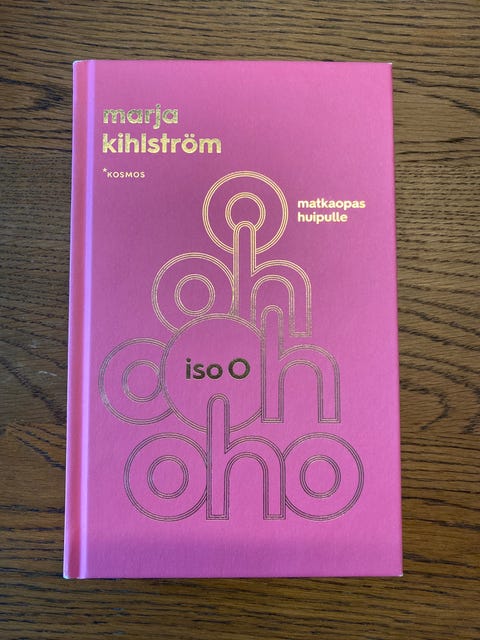 marja
kihlström
*KOSMOS
matkaopas
huipulle
o
oh
oh
iso O
oho